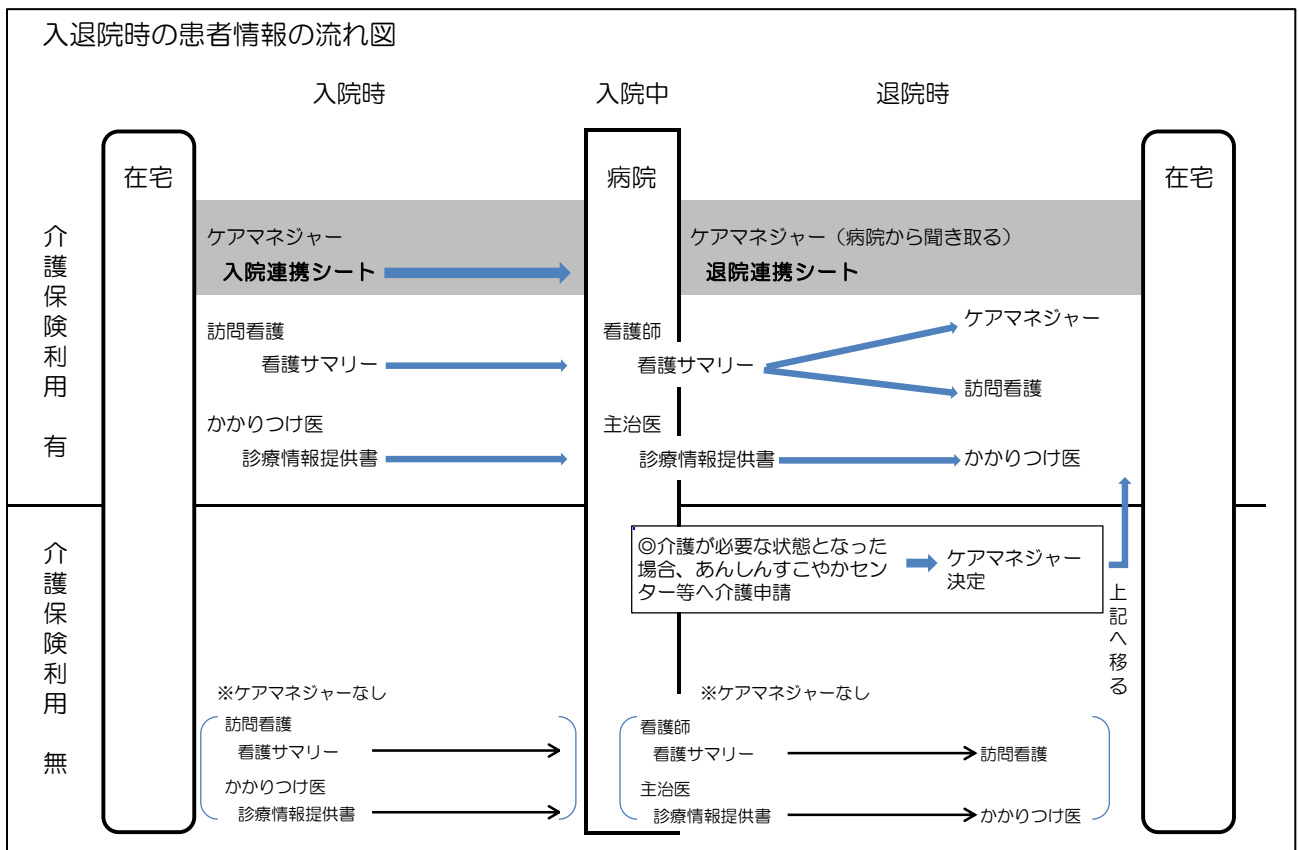 入退院時の患者情報の流れ図
入院時
入院中
退院時
在宅
病院
在宅
介護保険利用 有
ケアマネジャー
入院連携シート
ケアマネジャー（病院から聞き取る）
退院連携シート
訪問看護
看護サマリー
看護師
看護サマリー
ケアマネジャー
訪問看護
かかりつけ医
診療情報提供書
主治医
診療情報提供書
かかりつけ医
介護保険利用 無
◎介護が必要な状態となった
場合、あんしんすこやかセン
ター等へ介護申請
ケアマネジャー
決定
上記へ移る
※ケアマネジャーなし
訪問看護
看護サマリー
かかりつけ医
診療情報提供書
※ケアマネジャーなし
看護師
看護サマリー
訪問看護
主治医
診療情報提供書
かかりつけ医